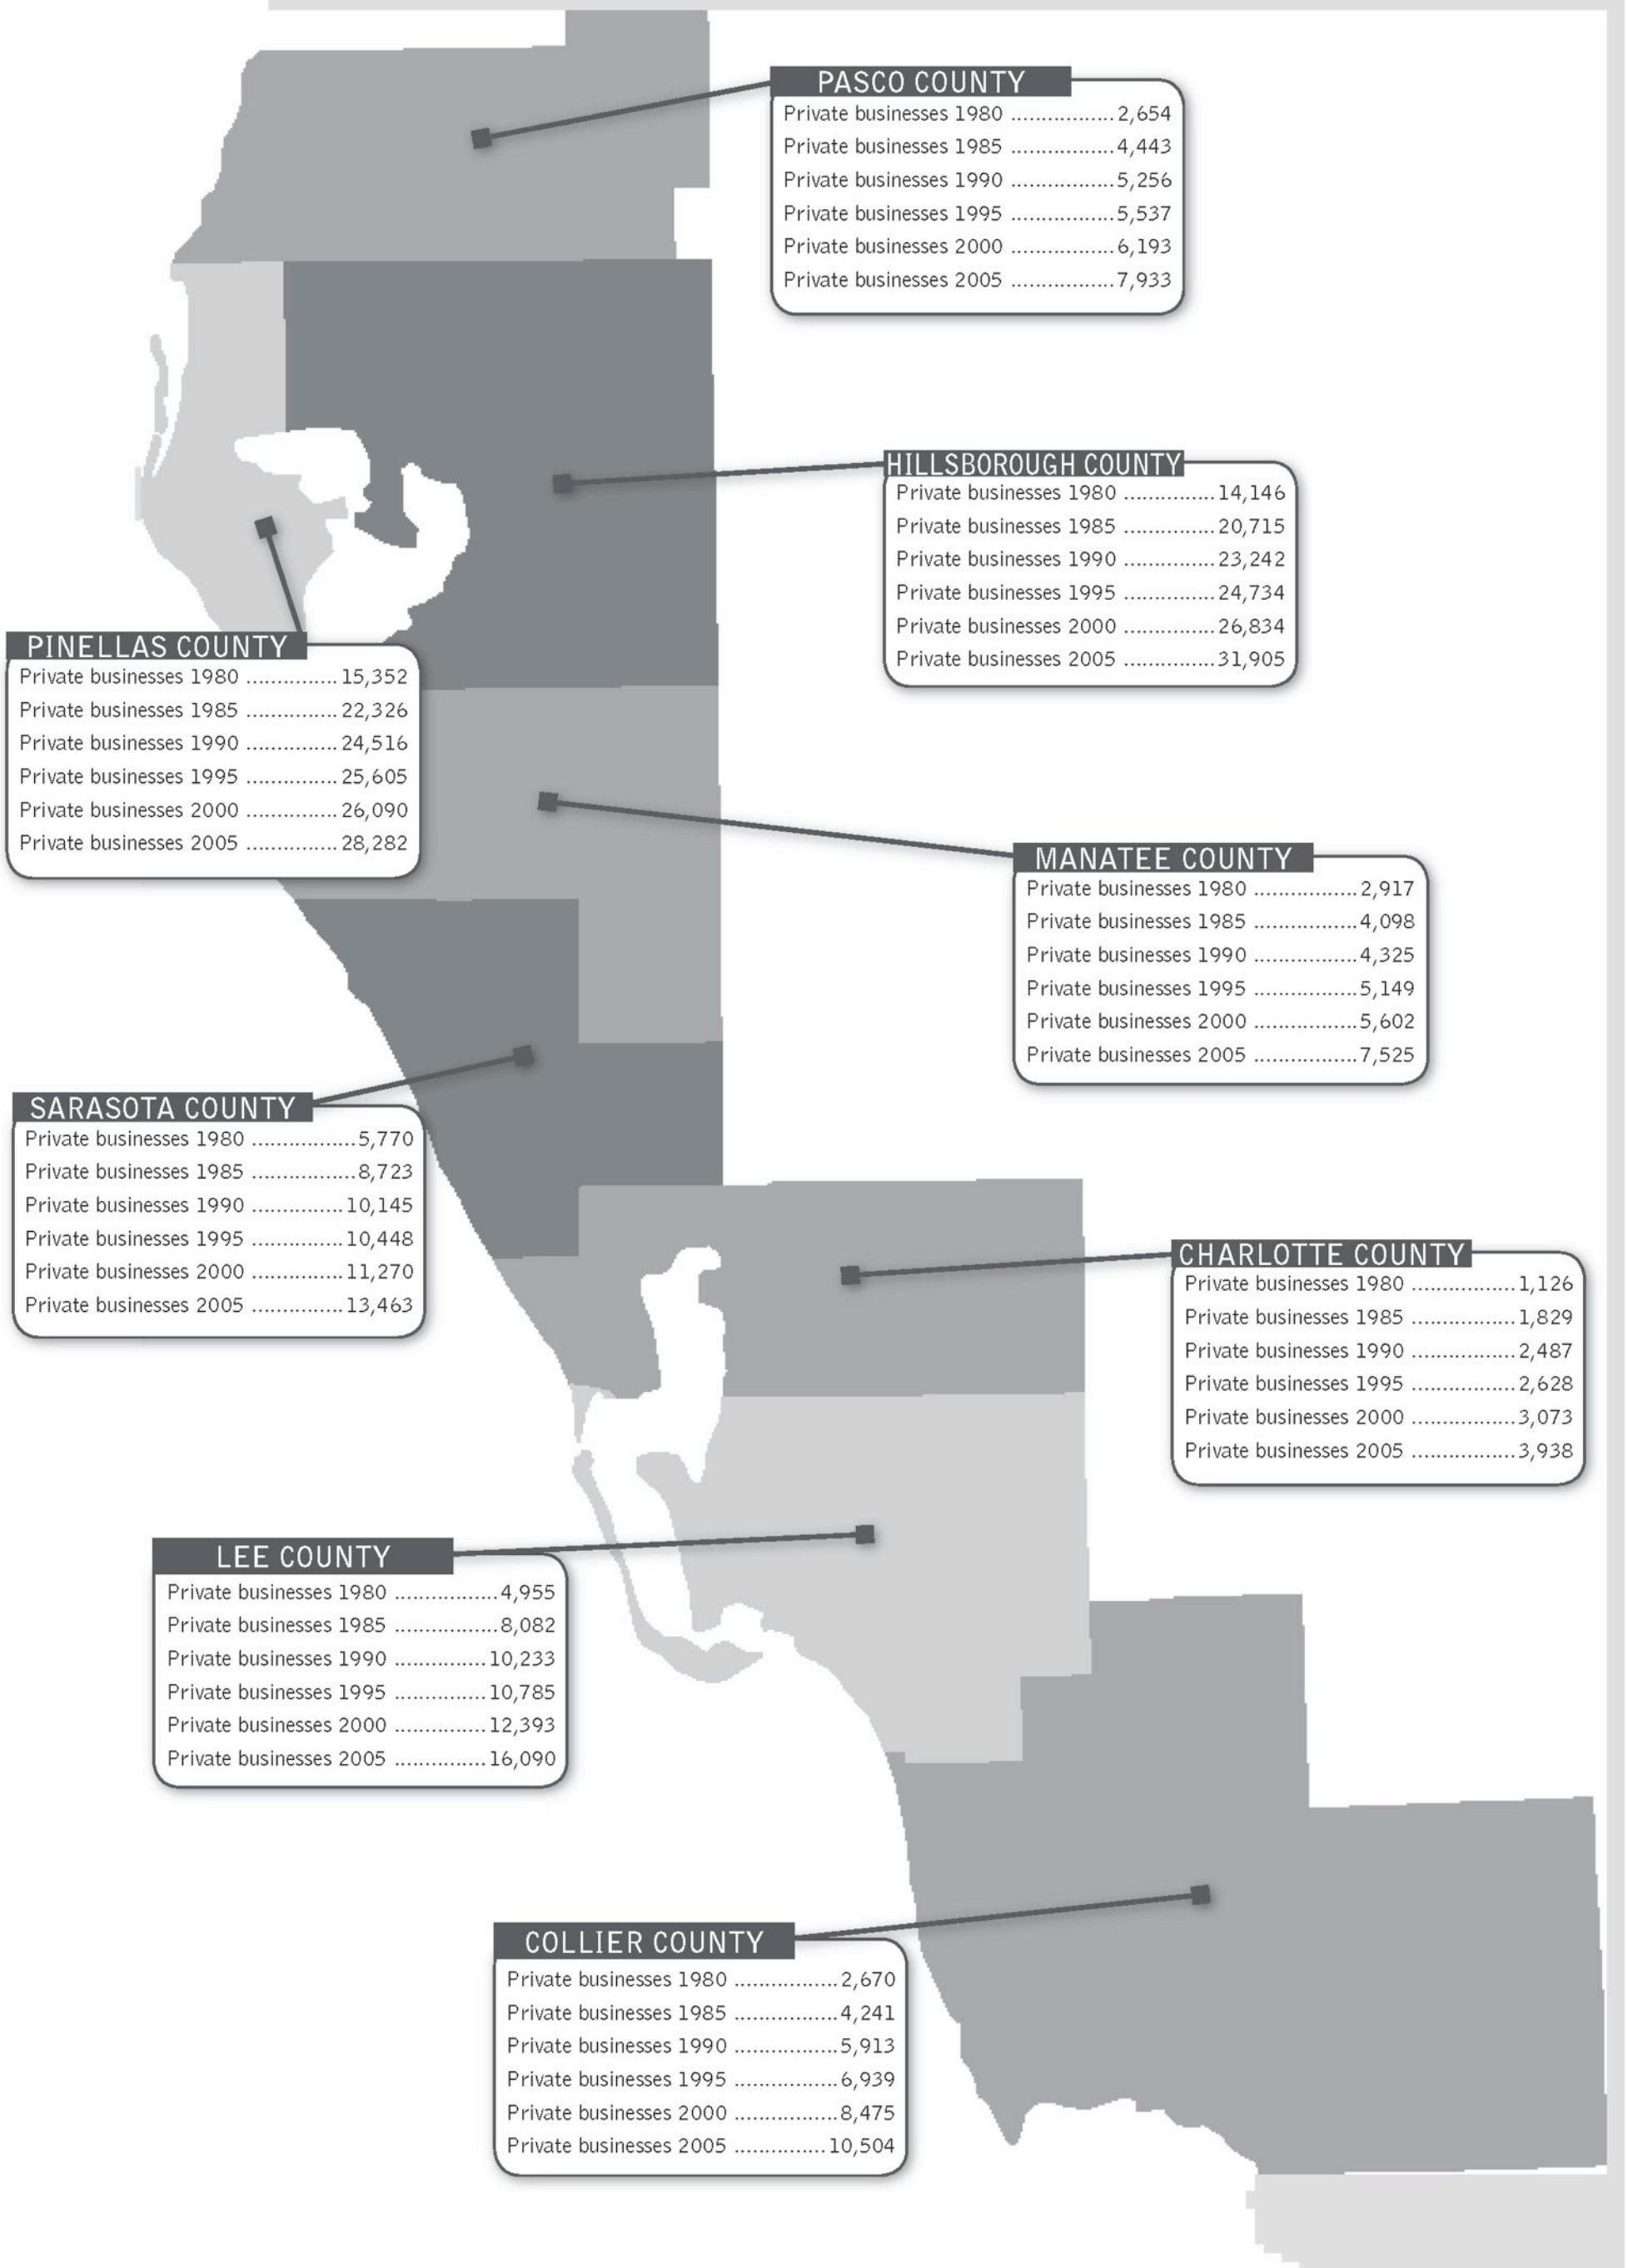 PASCO COUNTY
Private businesses 1980 .................2,654
Private businesses 1985 .................4,443
Private businesses 1990 .................5,256
Private businesses 1995 .................5,537
Private businesses 2000 .................6,193
Private businesses 2005 .................7,933
HILLSBOROUGH COUNTY
Private businesses 1980 ...............14,146
Private businesses 1985 ...............20,715
Private businesses 1990 ...............23,242
Private businesses 1995 ...............24,734
Private businesses 2000 ...............26,834
Private businesses 2005 ...............31,905
PINELLAS COUNTY
Private businesses 1980 ...............15,352
Private businesses 1985 ...............22,326
Private businesses 1990 ...............24,516
Private businesses 1995 ...............25,605
Private businesses 2000 ...............26,090
Private businesses 2005 ...............28,282
MANATEE COUNTY
Private businesses 1980 .................2,917
Private businesses 1985 .................4,098
Private businesses 1990 .................4,325
Private businesses 1995 .................5,149
Private businesses 2000 .................5,602
Private businesses 2005 .................7,525
SARASOTA COUNTY
Private businesses 1980 .................5,770
Private businesses 1985 .................8,723
Private businesses 1990 ...............10,145
Private businesses 1995 ...............10,448
Private businesses 2000 ...............11,270
Private businesses 2005 ...............13,463
CHARLOTTE COUNTY
Private businesses 1980 .................1,126
Private businesses 1985 .................1,829
Private businesses 1990 .................2,487
Private businesses 1995 .................2,628
Private businesses 2000 .................3,073
Private businesses 2005 .................3,938
LEE COUNTY
Private businesses 1980 .................4,955
Private businesses 1985 .................8,082
Private businesses 1990 ...............10,233
Private businesses 1995 ...............10,785
Private businesses 2000 ...............12,393
Private businesses 2005 ...............16,090
COLLIER COUNTY
Private businesses 1980 .................2,670
Private businesses 1985 .................4,241
Private businesses 1990 .................5,913
Private businesses 1995 .................6,939
Private businesses 2000 .................8,475
Private businesses 2005 ...............10,504